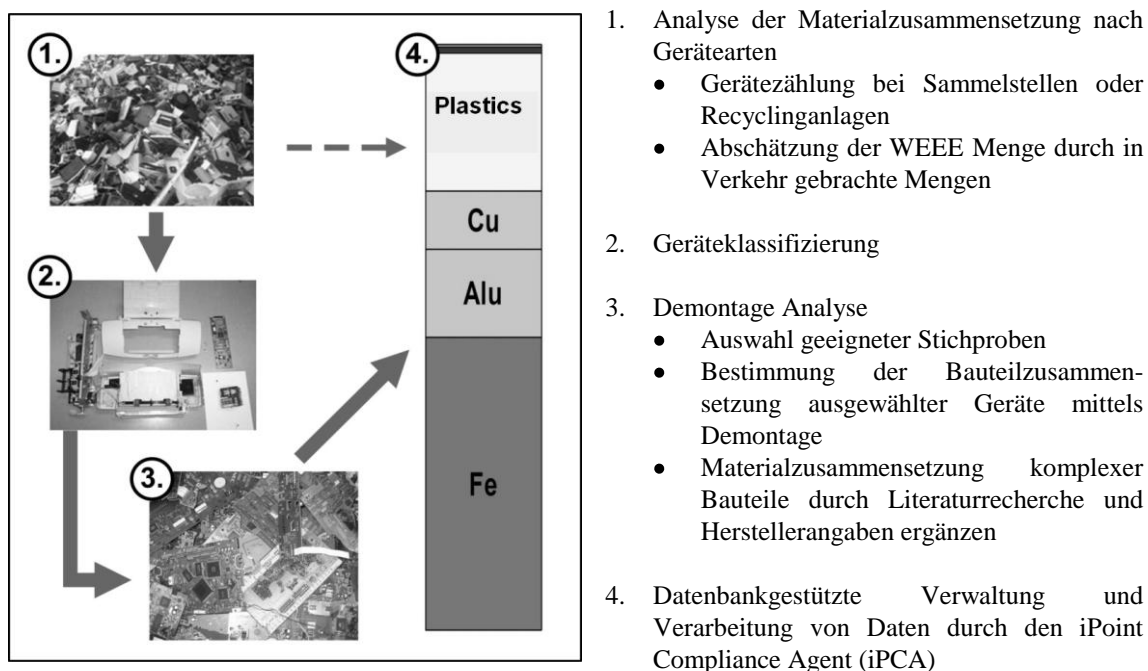 1.
4.
Plastics
Cu
Alu
2.
3.
Fe
1. Analyse der Materialzusammensetzung nach
Gerätearten
• Gerätezählung bei Sammelstellen oder
Recyclinganlagen
• Abschätzung der WEEE Menge durch in
Verkehr gebrachte Mengen
2. Geräteklassifizierung
3. Demontage Analyse
• Auswahl geeigneter Stichproben
• Bestimmung der Bauteilzusammen-
setzung ausgewählter Geräte mittels
Demontage
• Materialzusammensetzung komplexer
Bauteile durch Literaturrecherche und
Herstellerangaben ergänzen
4. Datenbankgestützte Verwaltung und
Verarbeitung von Daten durch den iPoint
Compliance Agent (iPCA)